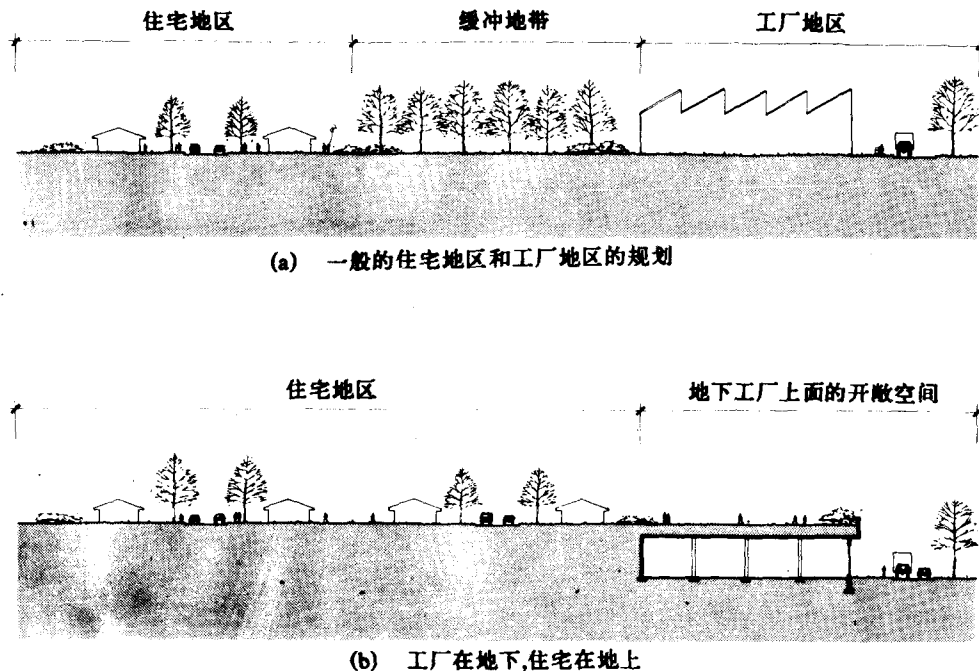 住宅地区 缓冲地带 工厂地区
(a) 一般的住宅地区和工厂地区的规划
住宅地区 地下工厂上面的开敞空间
(b) 工厂在地下,住宅在地上